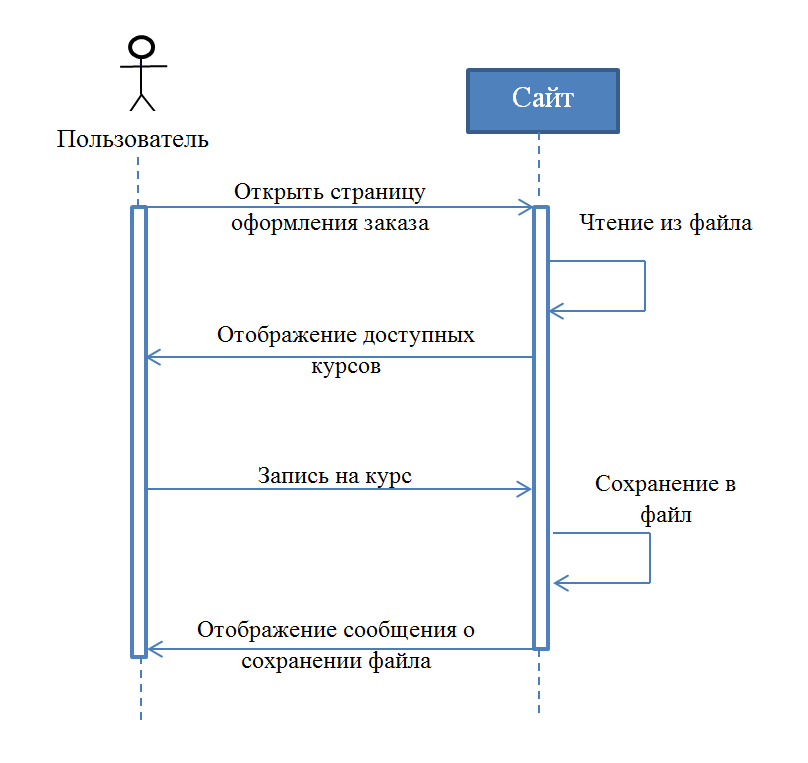 Сайт
Пользователь
Открыть страницу
оформления заказа
Чтение из файла
Отображение доступных
курсов
Запись на курс
Сохранение в
файл
Отображение сообщения о
сохранении файла